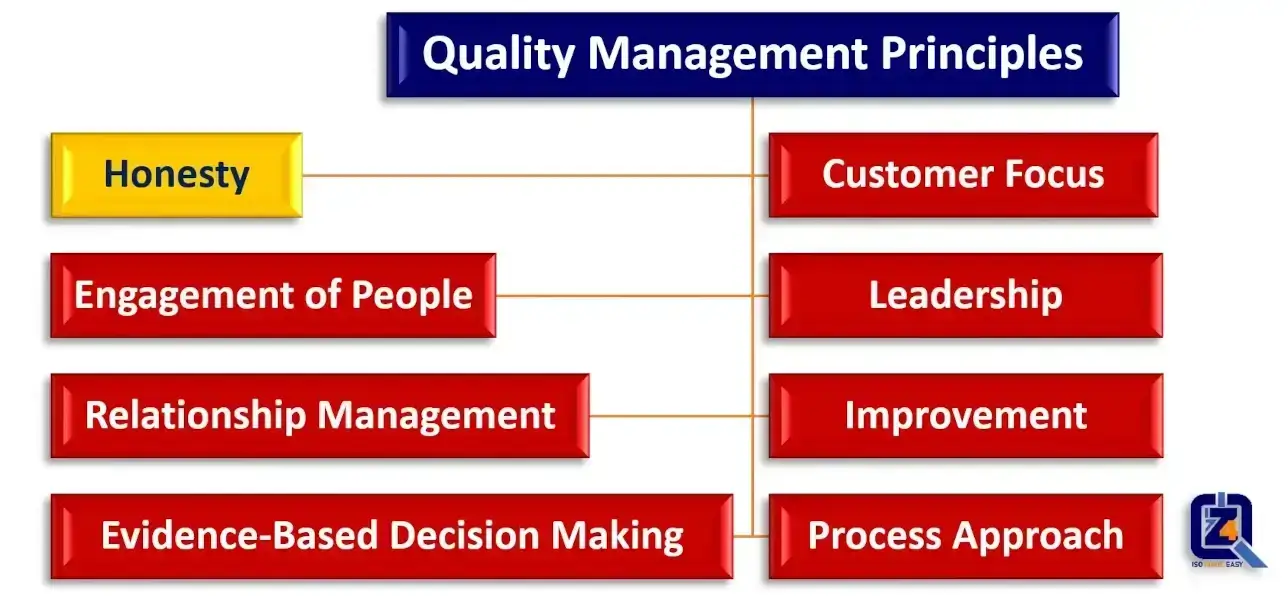 Quality Management Principles
Honesty
Customer Focus
Engagement of People
Leadership
Relationship Management
Improvement
Evidence-Based Decision Making
Process Approach
ISO MADE EASY